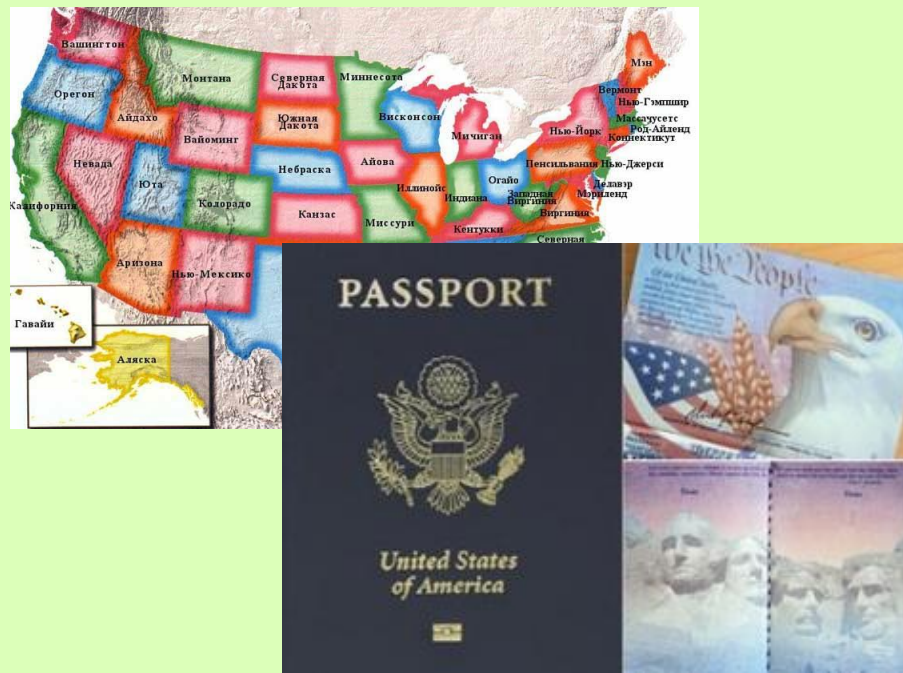 Вашингтон
Монтана
Северная
Дакота
Миннесота
Мэн
Орегон
Айдахо
Вайоминг
Южная
Дакота
Висконсон
Мичиган
Нью-Йорк
Вермонт
Нью-Гэмпшир
Массачусетс
Род-Айленд
Коннектикут
Невада
Юта
Колорадо
Небраска
Айова
Иллинойс
Индиана
Огайо
Пенсильвания
Нью-Джерси
Делавэр
Мэриленд
Западная
Виргиния
Виргиния
Калифорния
Канзас
Миссури
Кентукки
Северная
Аризона
Нью-Мексико
Гавайи
Аляска
PASSPORT
United States
of America
We the People